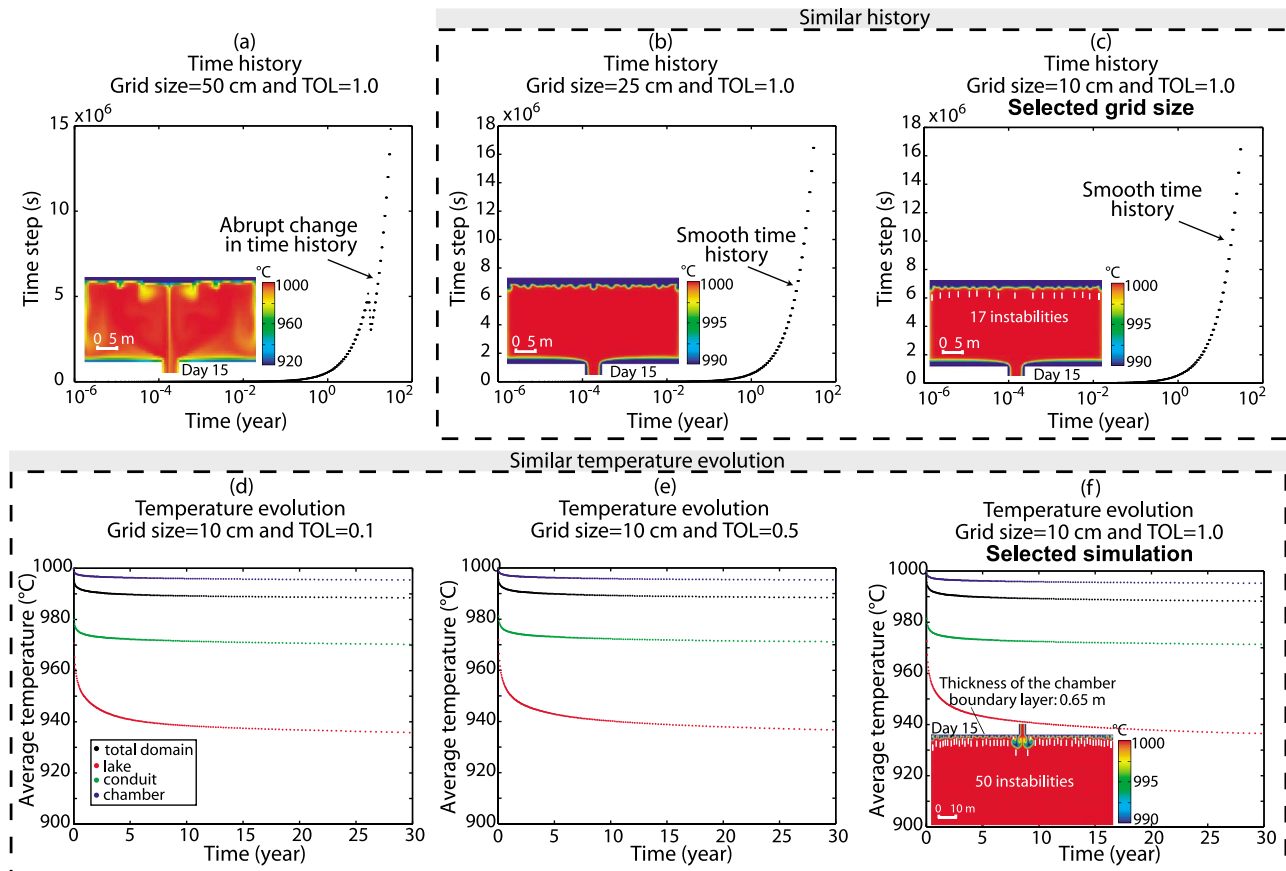 Similar history
(a)
Time history
Grid size=50 cm and TOL=1.0
x10⁶
15
10
5
0
Time step (s)
Abrupt change
in time history
°C
1000
960
920
0 5 m
Day 15
10⁻⁶
10⁻⁴
10⁻²
10⁰
10²
Time (year)
(b)
Time history
Grid size=25 cm and TOL=1.0
x10⁶
18
16
14
12
10
8
6
4
2
0
Time step (s)
Smooth time
history
°C
1000
995
990
0 5 m
Day 15
10⁻⁶
10⁻⁴
10⁻²
10⁰
10²
Time (year)
(c)
Time history
Grid size=10 cm and TOL=1.0
Selected grid size
x10⁶
18
16
14
12
10
8
6
4
2
0
Time step (s)
Smooth time
history
°C
1000
995
990
17 instabilities
0 5 m
Day 15
10⁻⁶
10⁻⁴
10⁻²
10⁰
10²
Time (year)
Similar temperature evolution
(d)
Temperature evolution
Grid size=10 cm and TOL=0.1
1000
980
960
940
920
900
Average temperature (°C)
total domain
lake
conduit
chamber
0 5 10 15 20 25 30
Time (year)
(e)
Temperature evolution
Grid size=10 cm and TOL=0.5
1000
980
960
940
920
900
Average temperature (°C)
0 5 10 15 20 25 30
Time (year)
(f)
Temperature evolution
Grid size=10 cm and TOL=1.0
Selected simulation
1000
980
960
940
920
900
Average temperature (°C)
Thickness of the chamber
boundary layer: 0.65 m
Day 15
°C
1000
995
990
50 instabilities
0 10 m
0 5 10 15 20 25 30
Time (year)